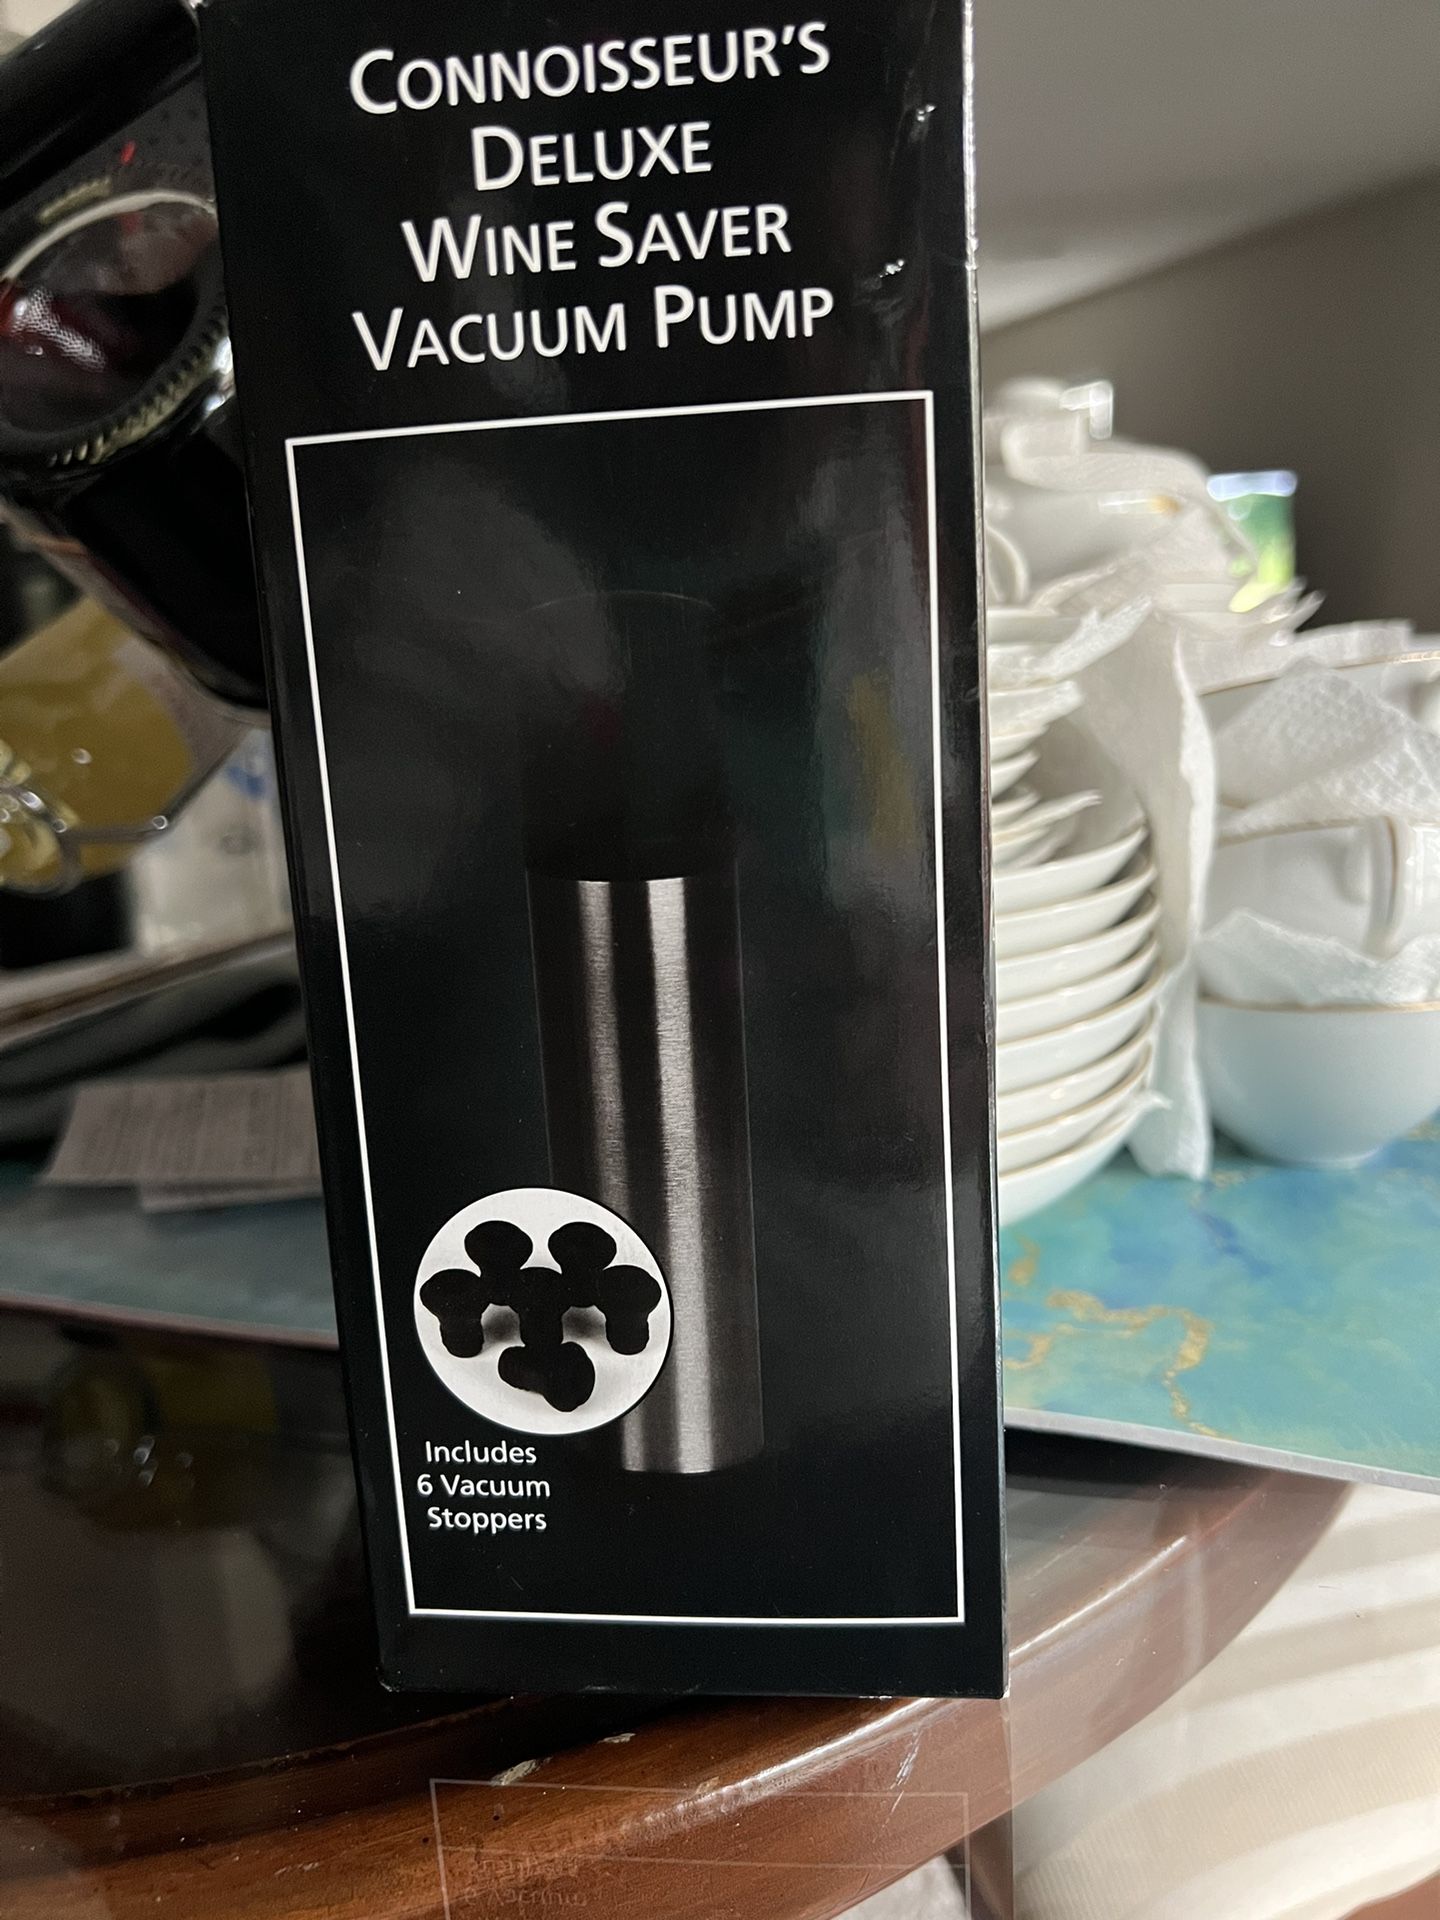 CONNOISSEUR'S
DELUXE
WINE SAVER
VACUUM PUMP
Includes
6 Vacuum
Stoppers